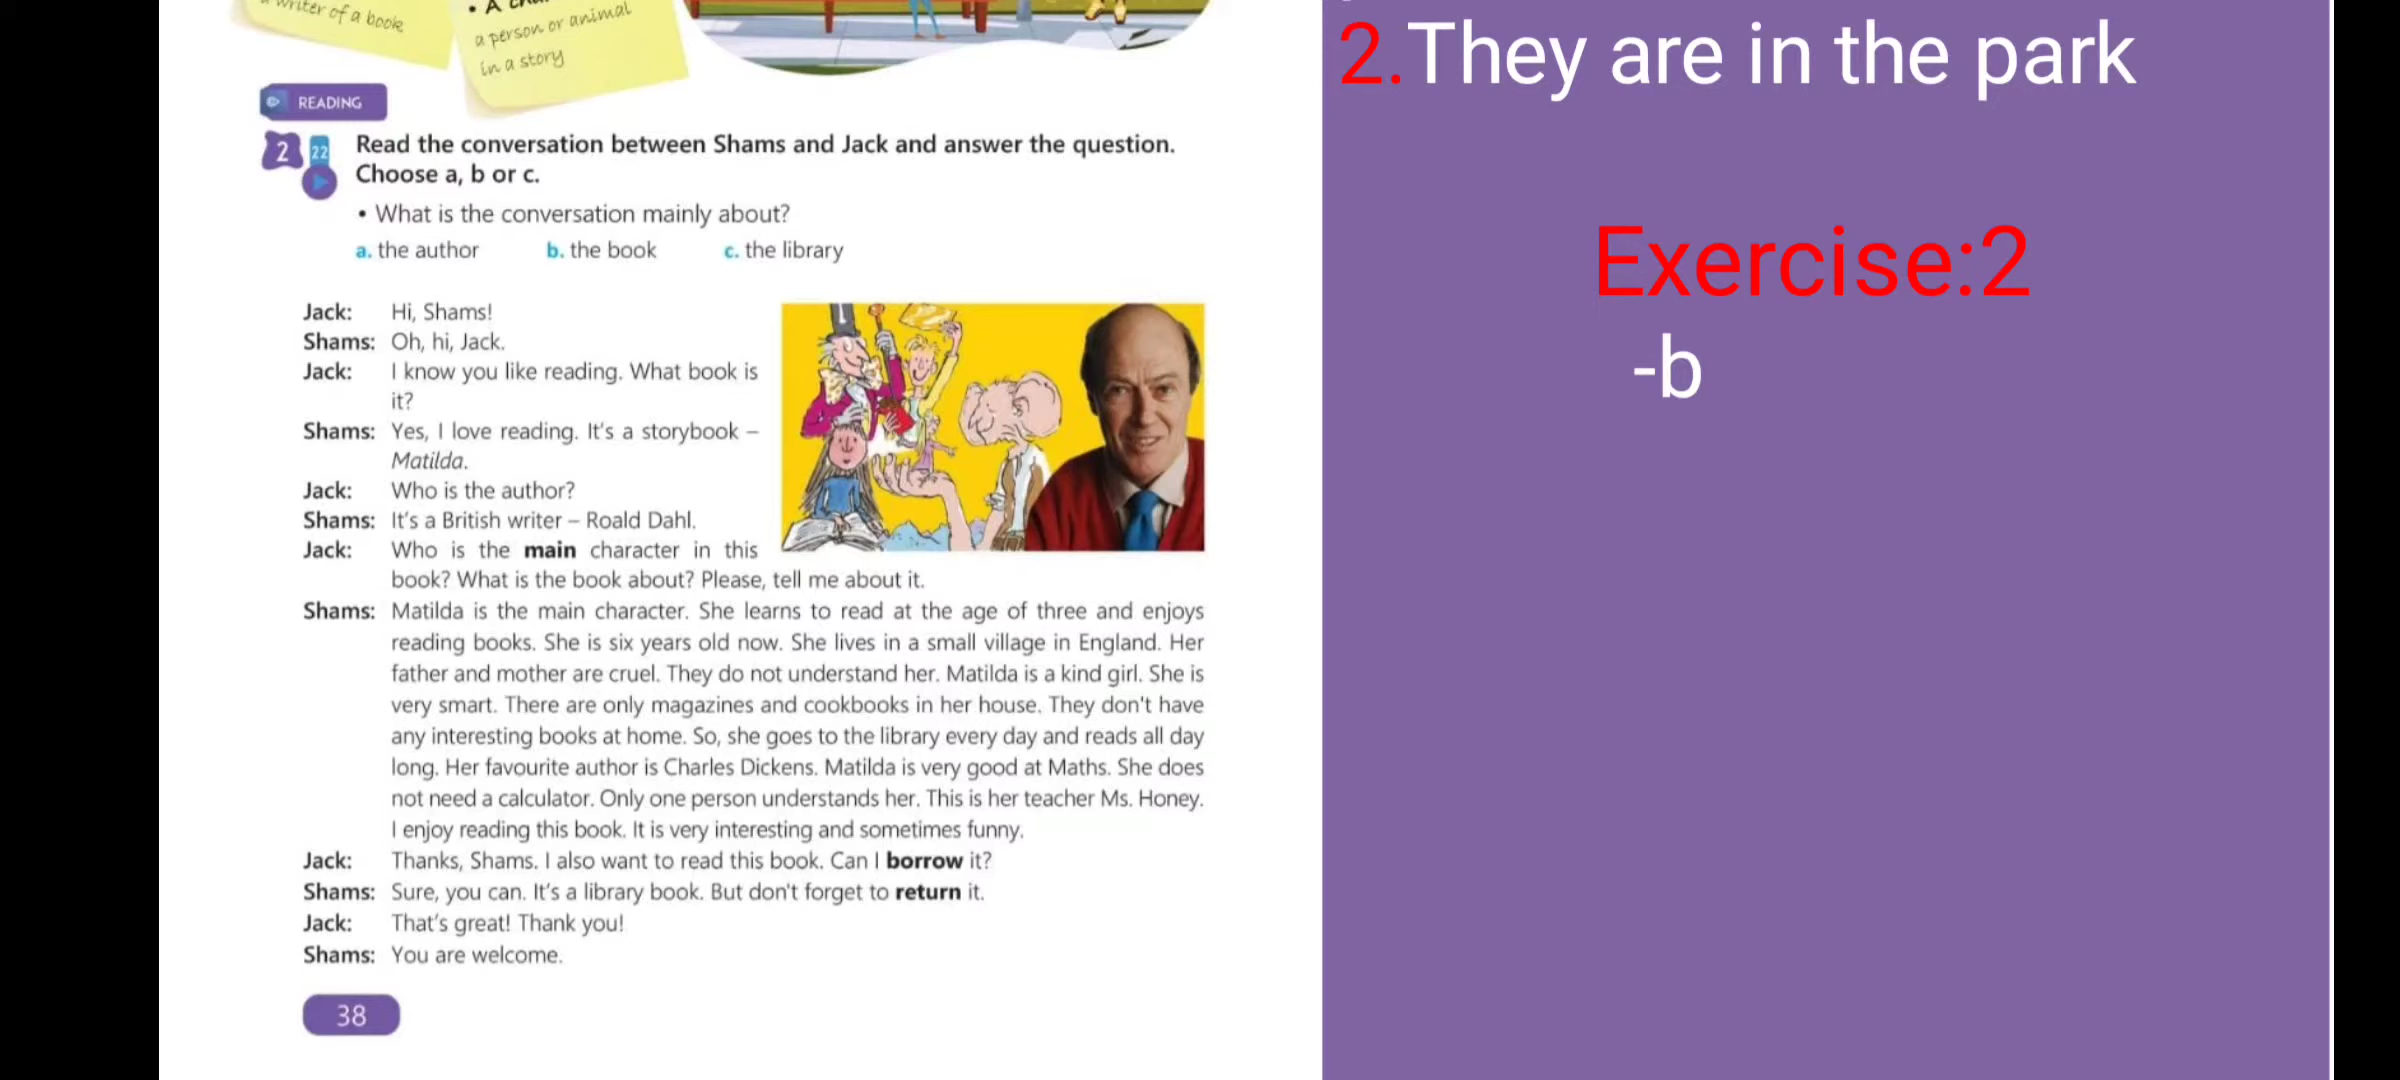 a writer of a book
• A
a person or animal
in a story
2.They are in the park
READING
2 22 Read the conversation between Shams and Jack and answer the question.
Choose a, b or c.
• What is the conversation mainly about?
a. the author b. the book c. the library
Exercise:2
-b
Jack: Hi, Shams!
Shams: Oh, hi, Jack.
Jack: I know you like reading. What book is
it?
Shams: Yes, I love reading. It's a storybook –
Matilda.
Jack: Who is the author?
Shams: It's a British writer – Roald Dahl.
Jack: Who is the main character in this
book? What is the book about? Please, tell me about it.
Shams: Matilda is the main character. She learns to read at the age of three and enjoys
reading books. She is six years old now. She lives in a small village in England. Her
father and mother are cruel. They do not understand her. Matilda is a kind girl. She is
very smart. There are only magazines and cookbooks in her house. They don't have
any interesting books at home. So, she goes to the library every day and reads all day
long. Her favourite author is Charles Dickens. Matilda is very good at Maths. She does
not need a calculator. Only one person understands her. This is her teacher Ms. Honey.
I enjoy reading this book. It is very interesting and sometimes funny.
Jack: Thanks, Shams. I also want to read this book. Can I borrow it?
Shams: Sure, you can. It's a library book. But don't forget to return it.
Jack: That's great! Thank you!
Shams: You are welcome.
38